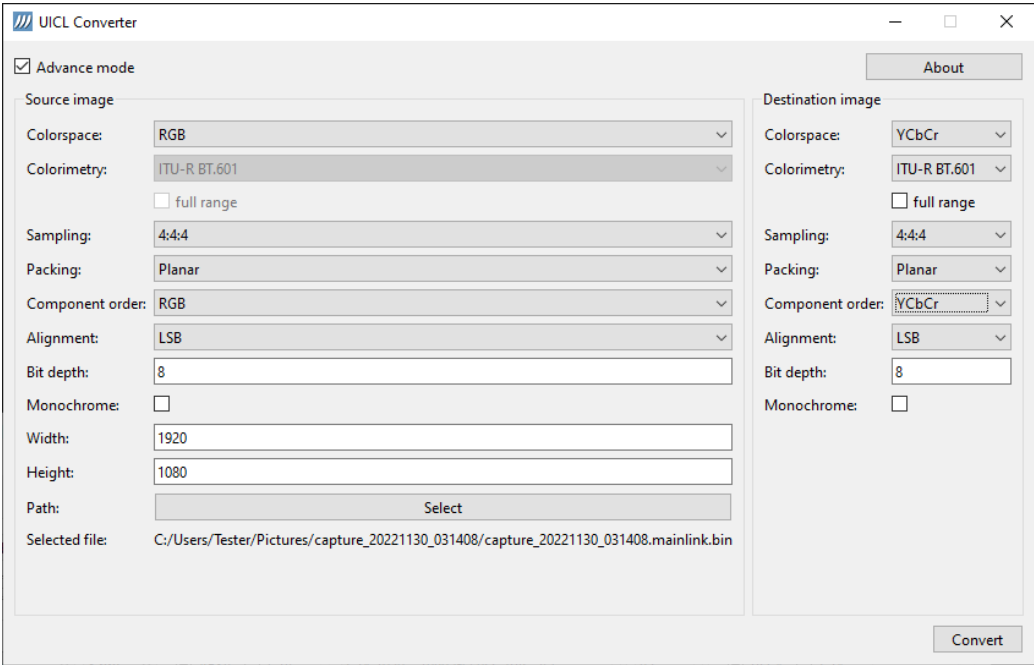 UICL Converter
Advance mode
About
Source image
Colorspace: RGB
Colorimetry: ITU-R BT.601
full range
Sampling: 4:4:4
Packing: Planar
Component order: RGB
Alignment: LSB
Bit depth: 8
Monochrome:
Width: 1920
Height: 1080
Path: Select
Selected file: C:/Users/Tester/Pictures/capture_20221130_031408/capture_20221130_031408.mainlink.bin
Destination image
Colorspace: YCbCr
Colorimetry: ITU-R BT.601
full range
Sampling: 4:4:4
Packing: Planar
Component order: YCbCr
Alignment: LSB
Bit depth: 8
Monochrome:
Convert